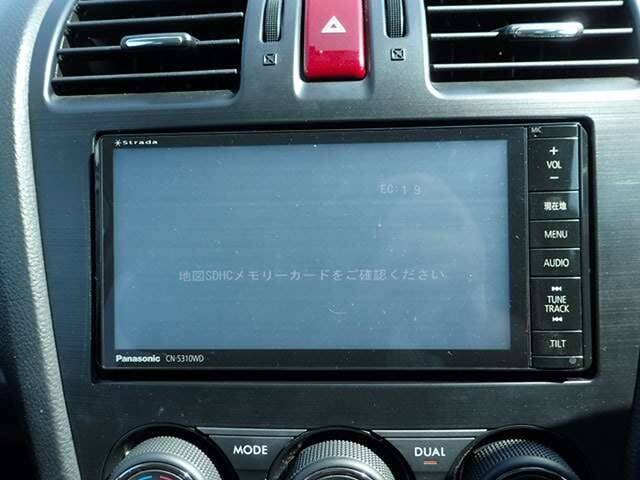 Strada
MIC
VOL
EC:19
現在地
MENU
地図SDHCメモリーカードをご確認ください
AUDIO
TUNE
TRACK
Panasonic CN-S310WD
TILT
MODE
DUAL